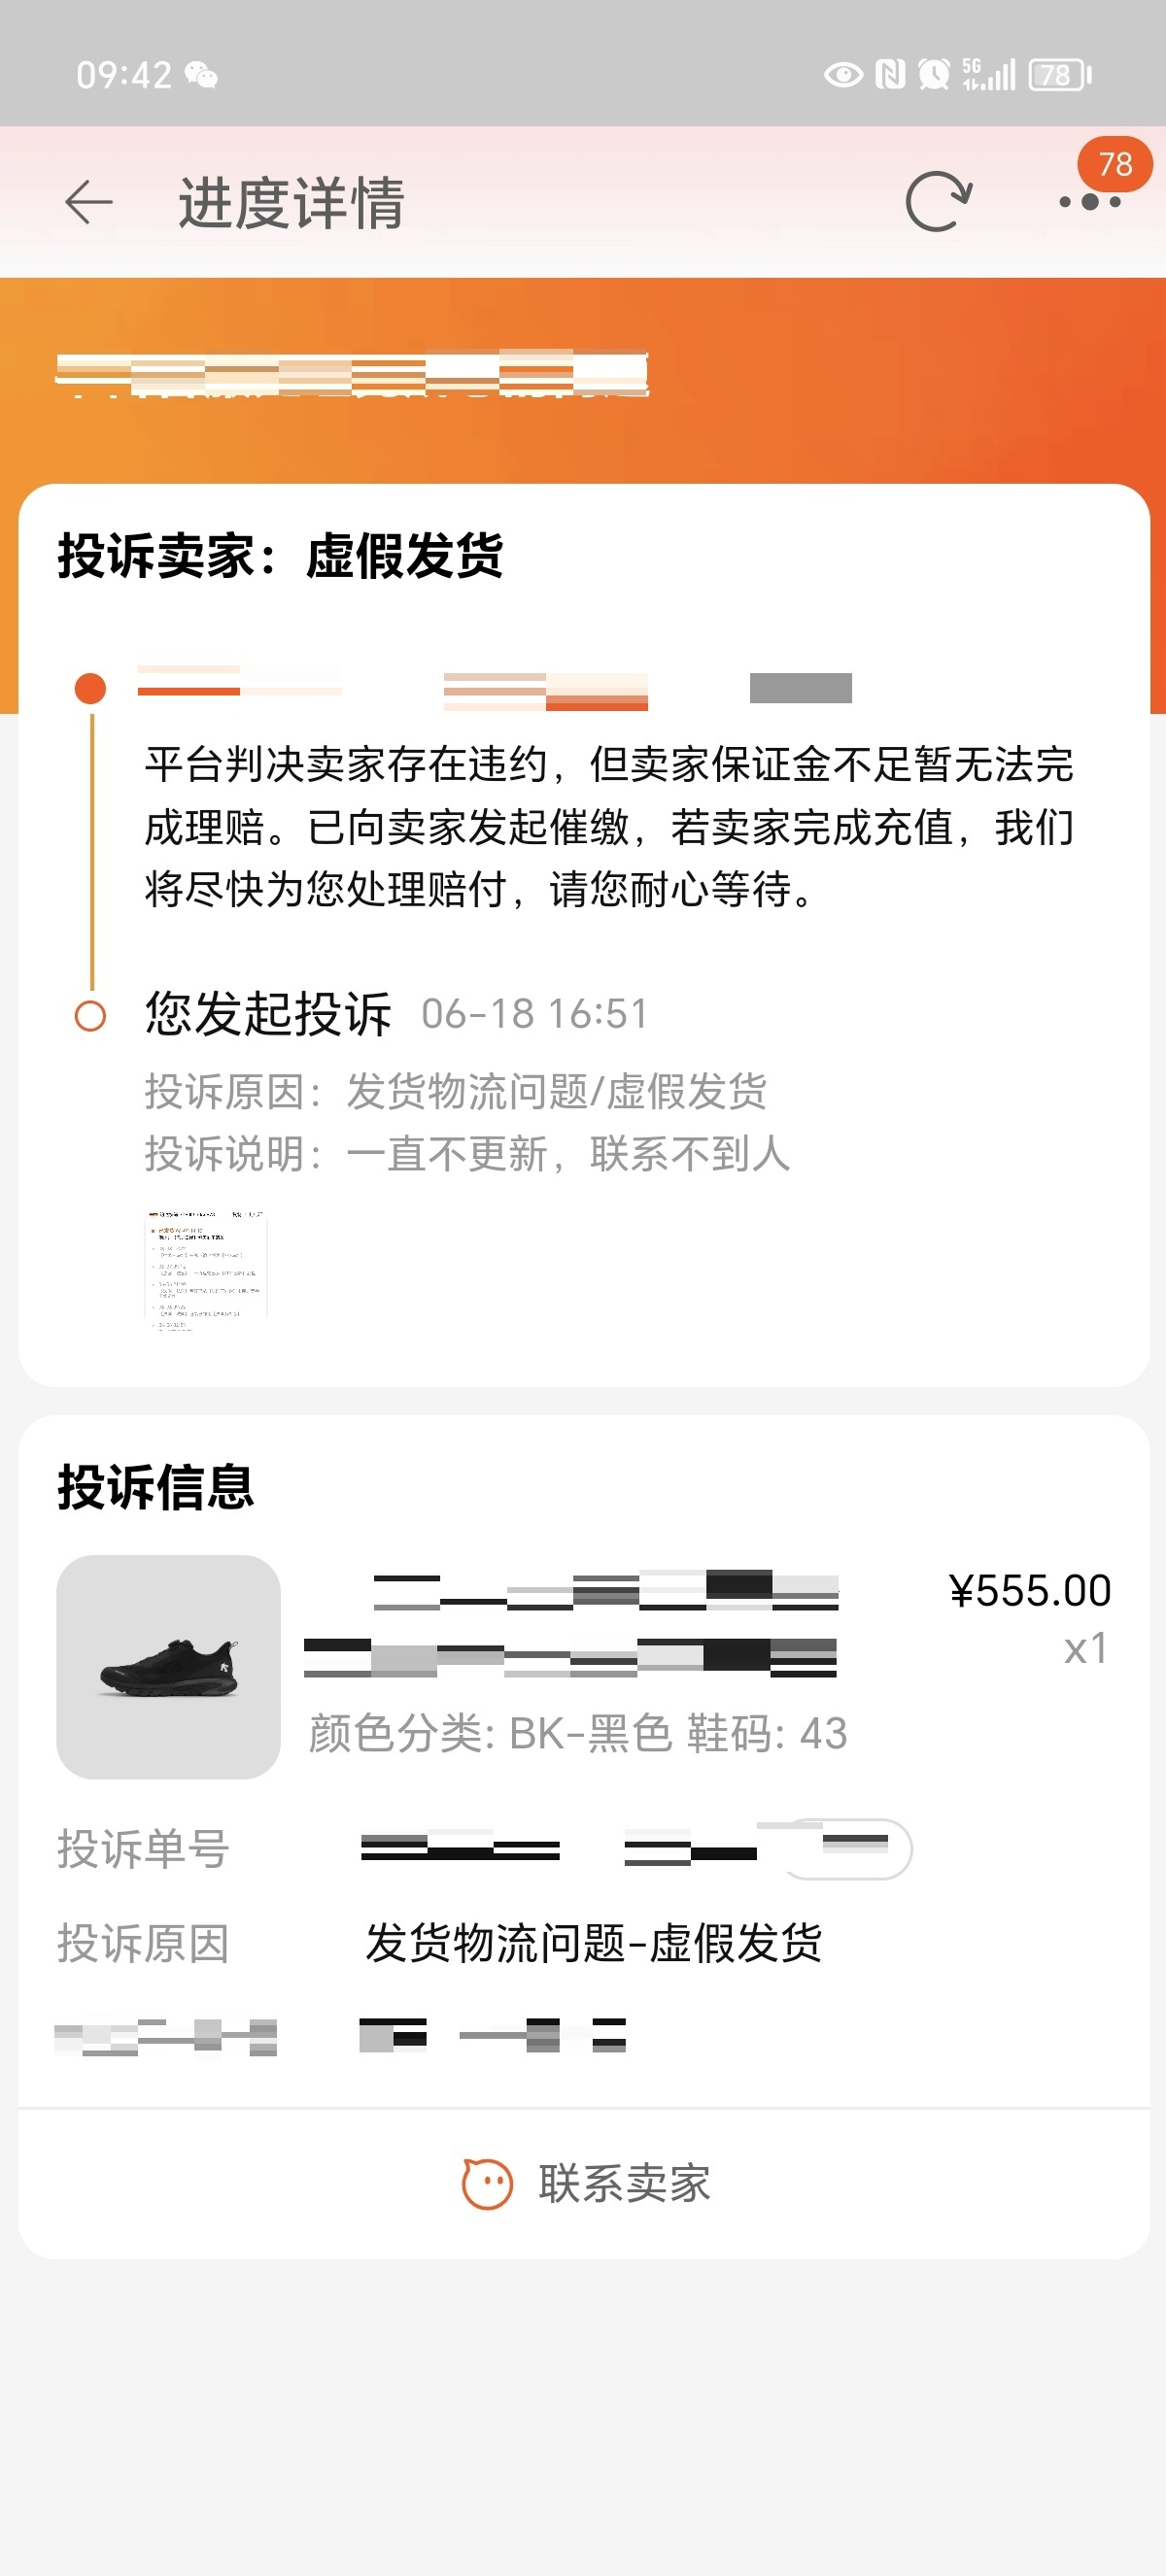 09:42
5G
78
进度详情
78
投诉卖家：虚假发货
平台判决卖家存在违约，但卖家保证金不足暂无法完
成理赔。已向卖家发起催缴，若卖家完成充值，我们
将尽快为您处理赔付，请您耐心等待。
您发起投诉 06-18 16:51
投诉原因：发货物流问题/虚假发货
投诉说明：一直不更新，联系不到人
投诉信息
¥555.00
x1
颜色分类: BK-黑色 鞋码: 43
投诉单号
投诉原因 发货物流问题-虚假发货
联系卖家